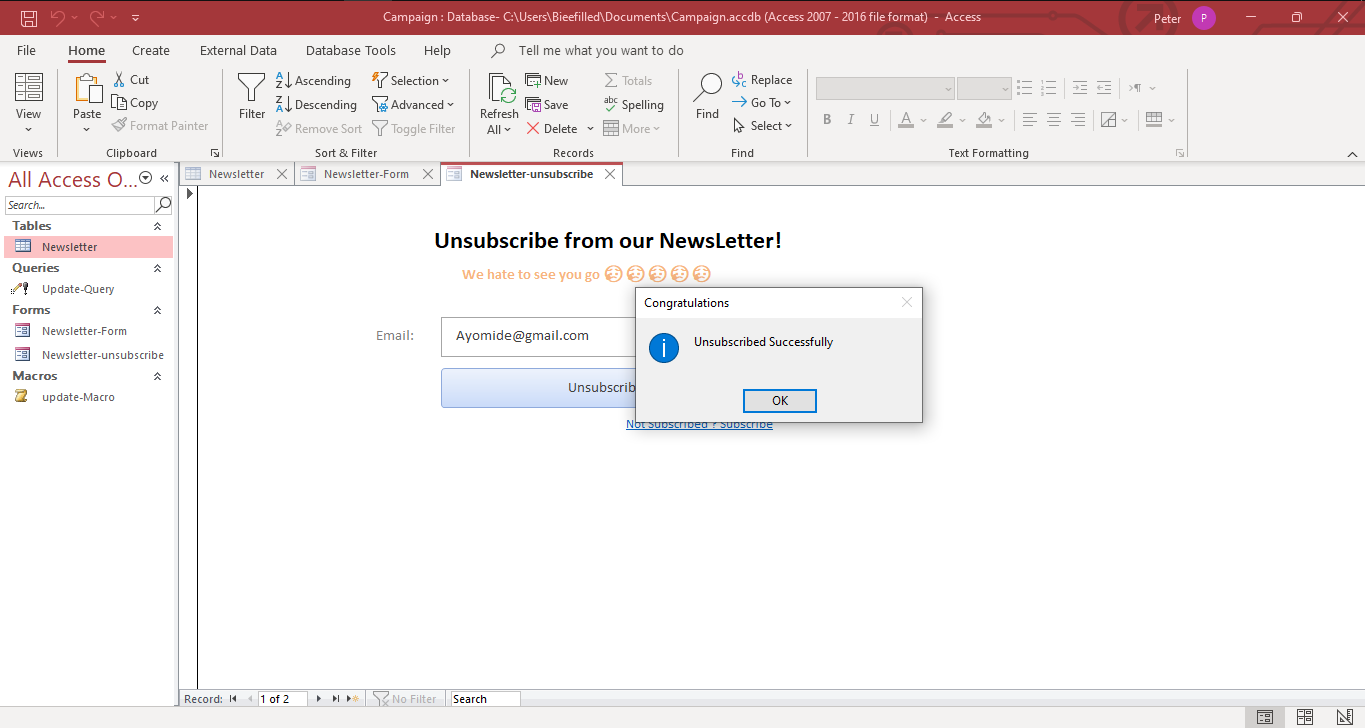 Campaign : Database- C:\Users\Bieefilled\Documents\Campaign.accdb (Access 2007 - 2016 file format) - Access
Peter
P
File
Home
Create
External Data
Database Tools
Help
Tell me what you want to do
View
Views
Paste
Cut
Copy
Format Painter
Clipboard
Filter
Ascending
Descending
Remove Sort
Selection
Advanced
Toggle Filter
Sort & Filter
Refresh
All
New
Save
Delete
Totals
Spelling
More
Records
Find
Replace
Go To
Select
Find
B I U A
Text Formatting
All Access O...
Search...
Tables
Newsletter
Queries
Update-Query
Forms
Newsletter-Form
Newsletter-unsubscribe
Macros
update-Macro
Newsletter
Newsletter-Form
Newsletter-unsubscribe
Unsubscribe from our NewsLetter!
We hate to see you go
Email:
Ayomide@gmail.com
Unsubscrib
Not Subscribed ? Subscribe
Congratulations
Unsubscribed Successfully
OK
Record:
1 of 2
No Filter
Search